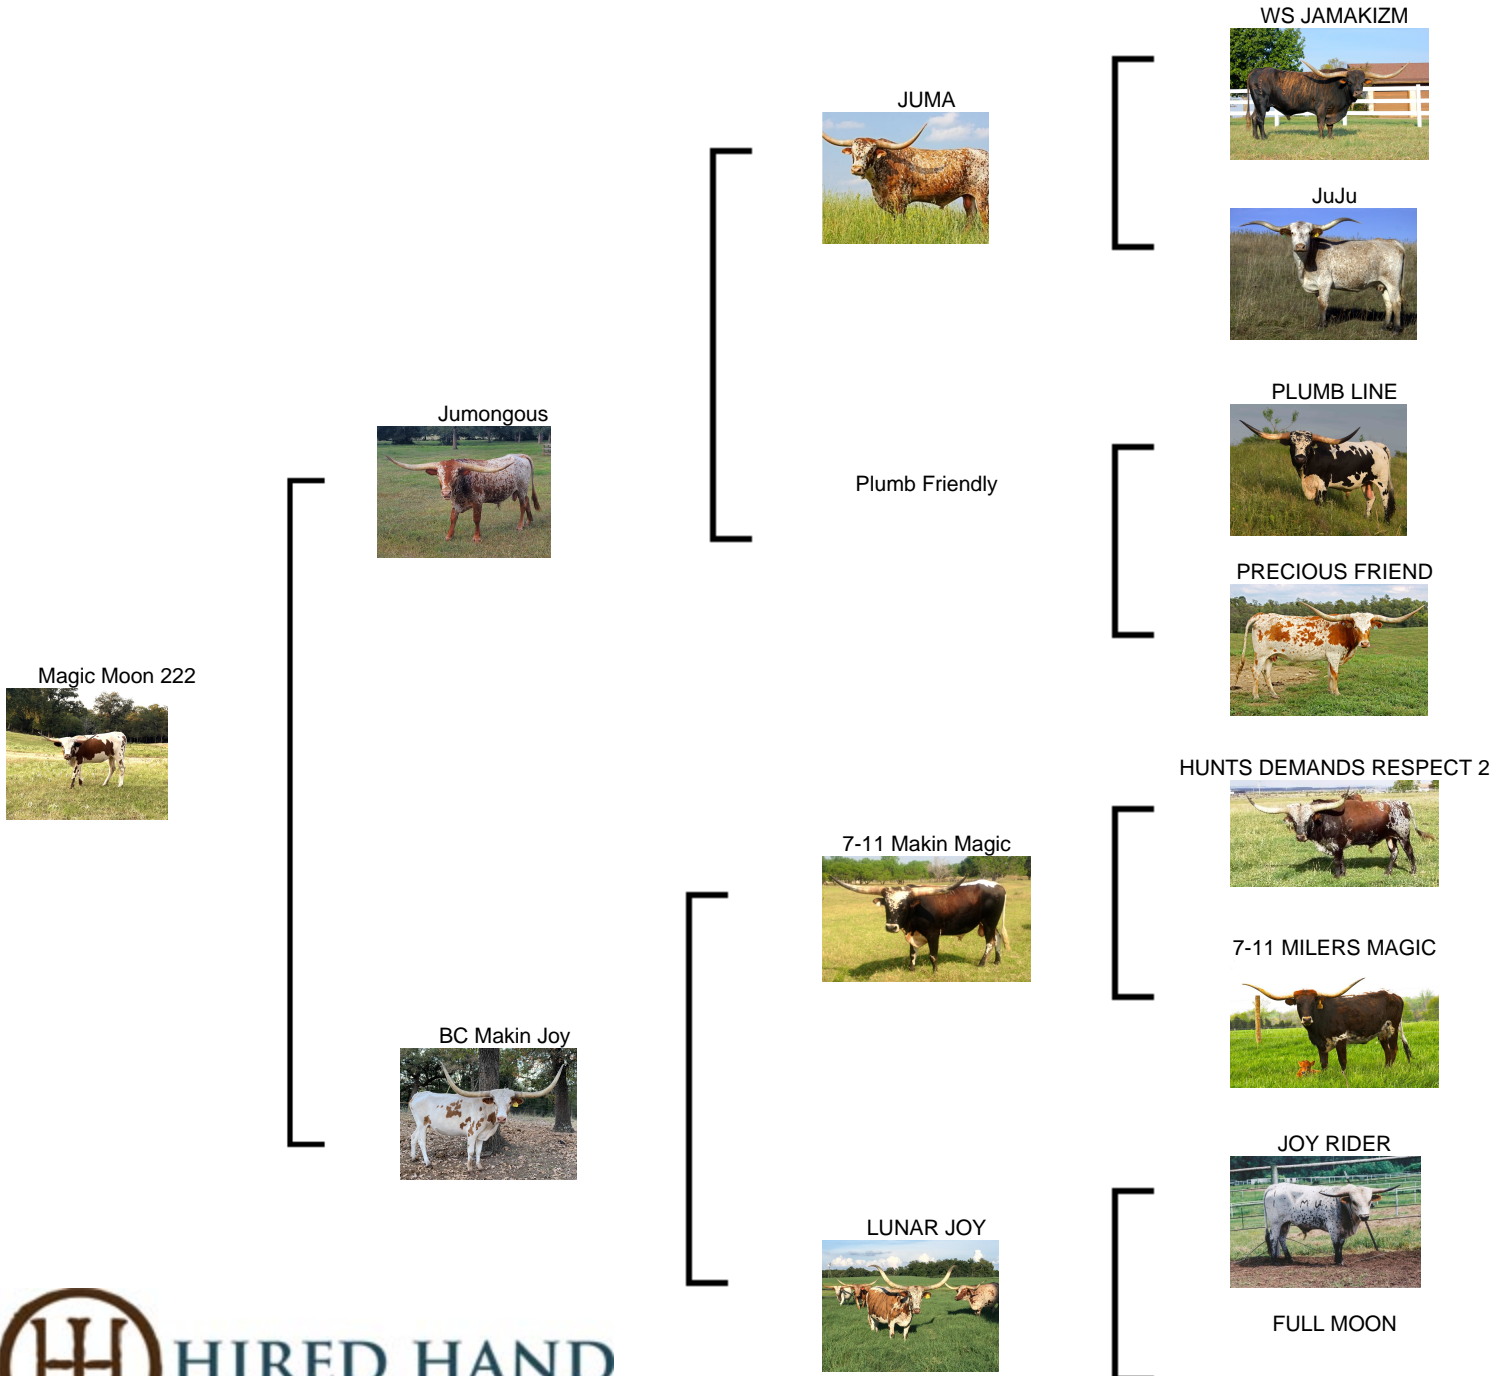 WS JAMAKIZM
JUMA
JuJu
PLUMB LINE
Jumongous
Plumb Friendly
PRECIOUS FRIEND
Magic Moon 222
HUNTS DEMANDS RESPECT 2
7-11 Makin Magic
7-11 MILERS MAGIC
BC Makin Joy
JOY RIDER
LUNAR JOY
FULL MOON
HIRED HAND